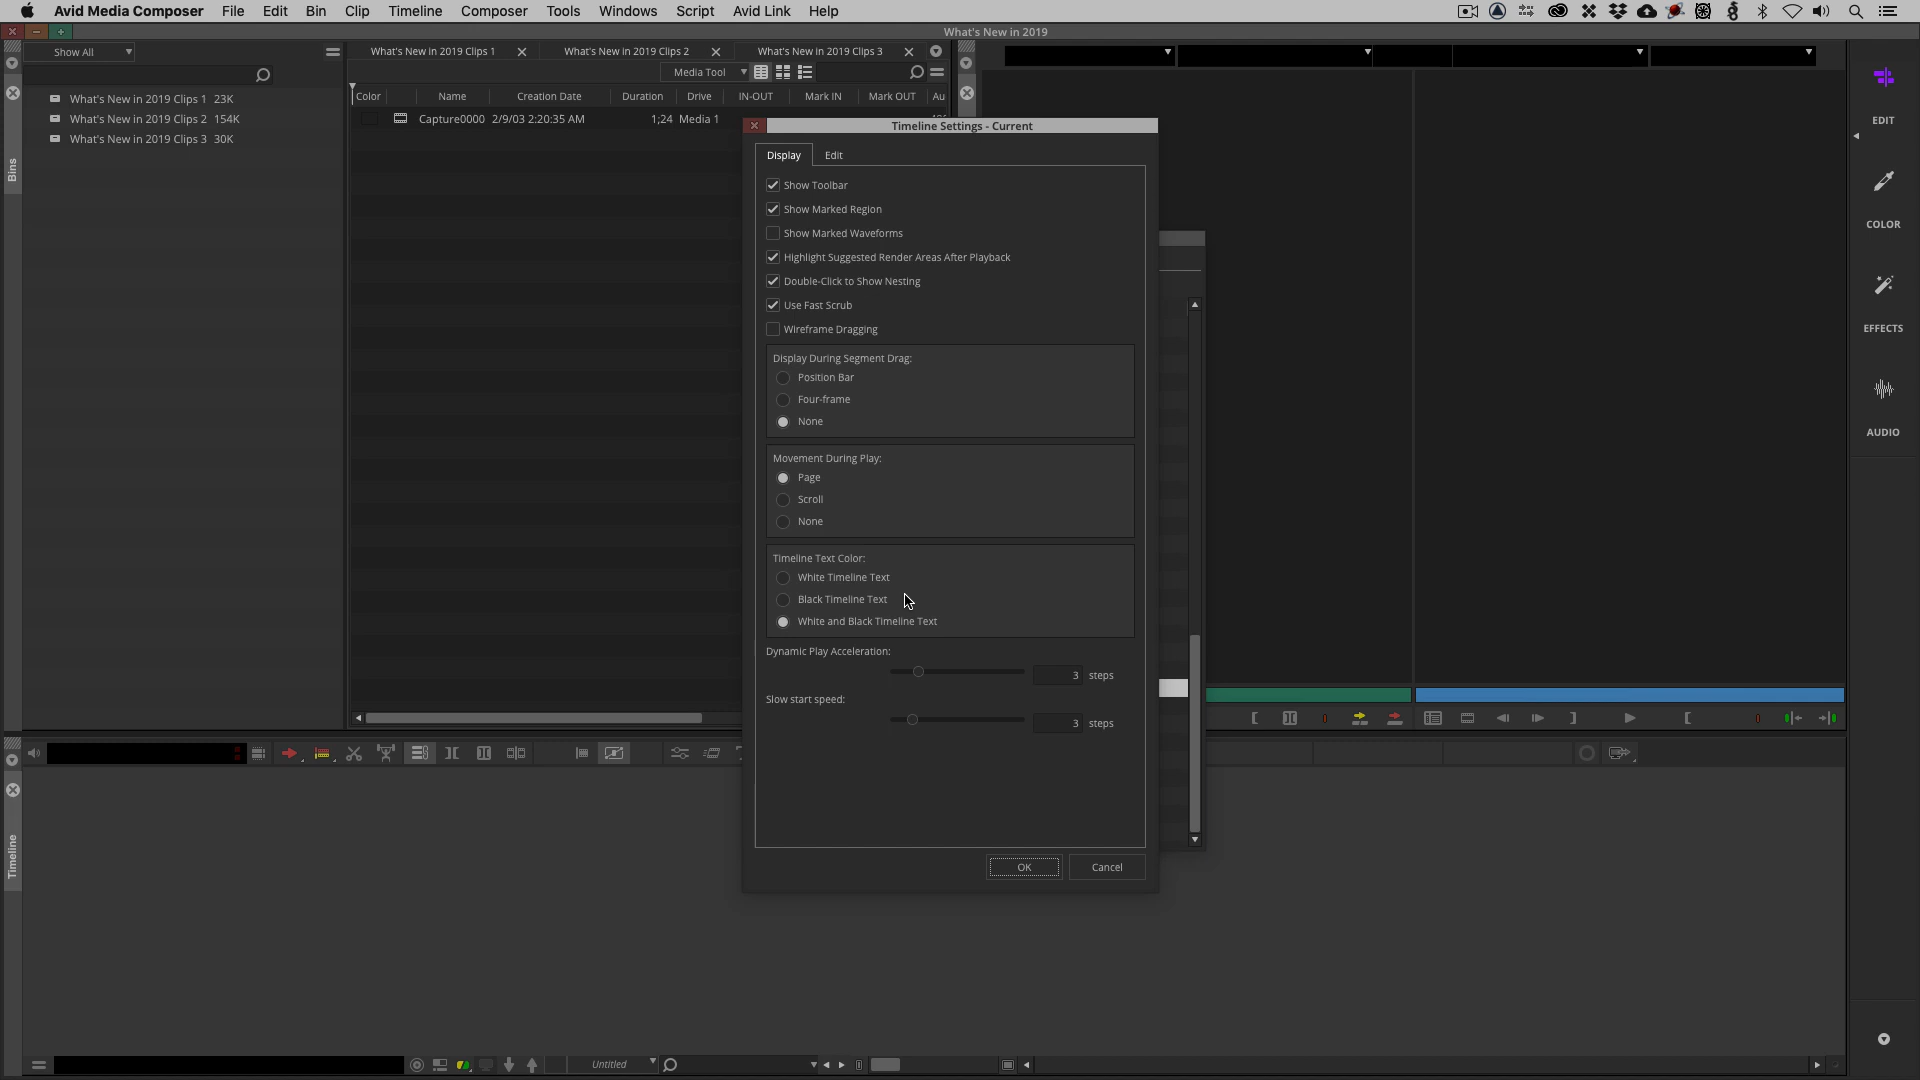 Avid Media Composer File Edit Bin Clip Timeline Composer Tools Windows Script Avid Link Help
What's New in 2019
Show All
What's New in 2019 Clips 1 What's New in 2019 Clips 2 What's New in 2019 Clips 3
Media Tool
Color Name Creation Date Duration Drive IN-OUT Mark IN Mark OUT Au
What's New in 2019 Clips 1 23K
What's New in 2019 Clips 2 154K
What's New in 2019 Clips 3 30K
Capture0000 2/9/03 2:20:35 AM 1;24 Media 1
Bins
Timeline Settings - Current
Display Edit
Show Toolbar
Show Marked Region
Show Marked Waveforms
Highlight Suggested Render Areas After Playback
Double-Click to Show Nesting
Use Fast Scrub
Wireframe Dragging
Display During Segment Drag:
Position Bar
Four-frame
None
Movement During Play:
Page
Scroll
None
Timeline Text Color:
White Timeline Text
Black Timeline Text
White and Black Timeline Text
Dynamic Play Acceleration:
3 steps
Slow start speed:
3 steps
OK Cancel
EDIT
COLOR
EFFECTS
AUDIO
Timeline
Untitled